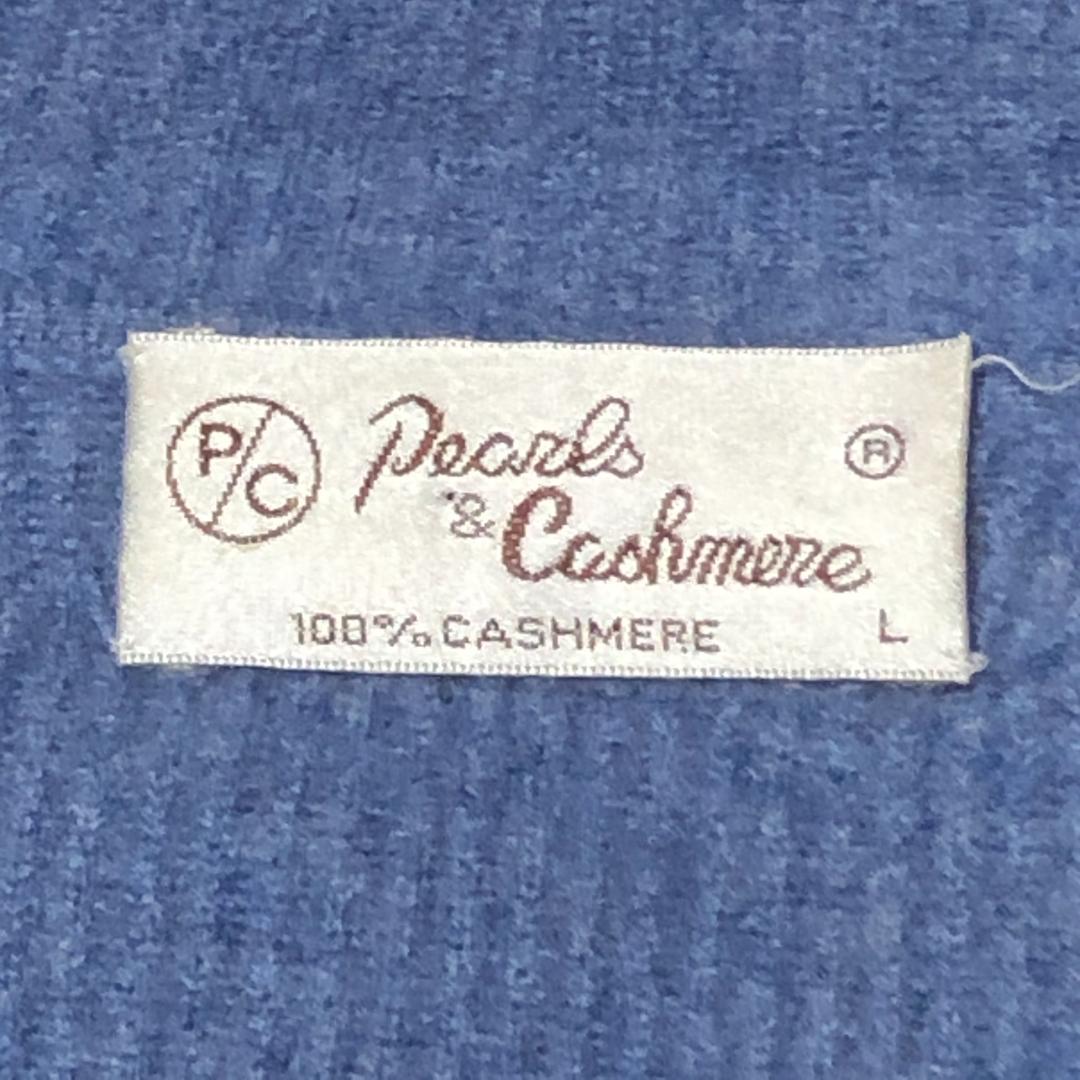 P/C
Pearls ®
& Cashmere
100% CASHMERE L